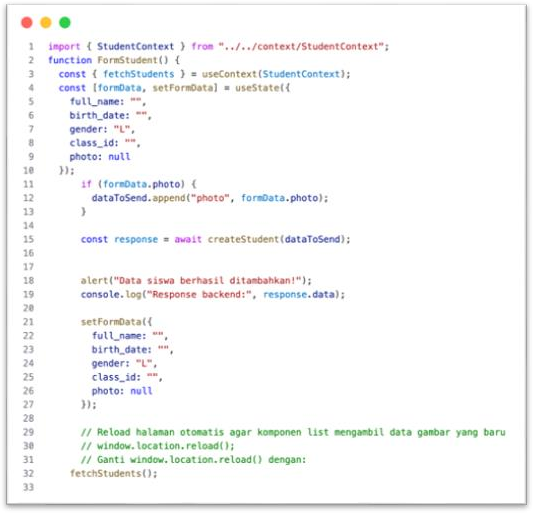 1 import { StudentContext } from "../../context/StudentContext";
2 function FormStudent() {
3 const { fetchStudents } = useContext(StudentContext);
4 const [formData, setFormData] = useState({
5 full_name: "",
6 birth_date: "",
7 gender: "L",
8 class_id: "",
9 photo: null
10 });
11 if (formData.photo) {
12 dataToSend.append("photo", formData.photo);
13 }
14
15 const response = await createStudent(dataToSend);
16
17
18 alert("Data siswa berhasil ditambahkan!");
19 console.log("Response backend:", response.data);
20
21 setFormData({
22 full_name: "",
23 birth_date: "",
24 gender: "L",
25 class_id: "",
26 photo: null
27 });
28
29 // Reload halaman otomatis agar komponen list mengambil data gambar yang baru
30 // window.location.reload();
31 // Ganti window.location.reload() dengan:
32 fetchStudents();
33